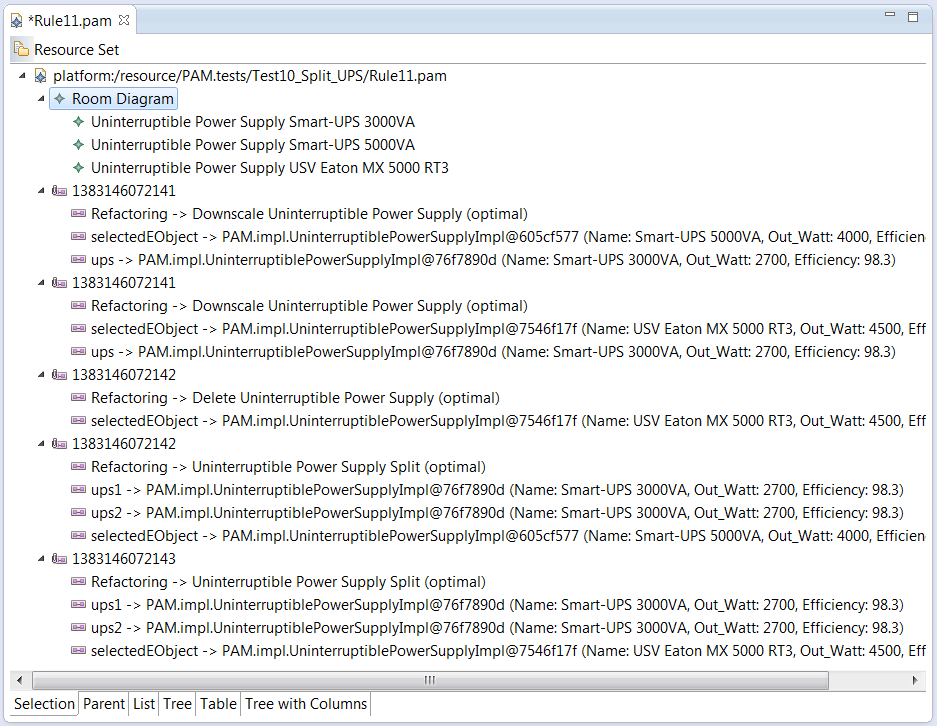 *Rule11.pam
Resource Set
platform:/resource/PAM.tests/Test10_Split_UPS/Rule11.pam
Room Diagram
Uninterruptible Power Supply Smart-UPS 3000VA
Uninterruptible Power Supply Smart-UPS 5000VA
Uninterruptible Power Supply USV Eaton MX 5000 RT3
1383146072141
Refactoring -> Downscale Uninterruptible Power Supply (optimal)
selectedEObject -> PAM.impl.UninterruptiblePowerSupplyImpl@605cf577 (Name: Smart-UPS 5000VA, Out_Watt: 4000, Efficien
ups -> PAM.impl.UninterruptiblePowerSupplyImpl@76f7890d (Name: Smart-UPS 3000VA, Out_Watt: 2700, Efficiency: 98.3)
1383146072141
Refactoring -> Downscale Uninterruptible Power Supply (optimal)
selectedEObject -> PAM.impl.UninterruptiblePowerSupplyImpl@7546f17f (Name: USV Eaton MX 5000 RT3, Out_Watt: 4500, Eff
ups -> PAM.impl.UninterruptiblePowerSupplyImpl@76f7890d (Name: Smart-UPS 3000VA, Out_Watt: 2700, Efficiency: 98.3)
1383146072142
Refactoring -> Delete Uninterruptible Power Supply (optimal)
selectedEObject -> PAM.impl.UninterruptiblePowerSupplyImpl@7546f17f (Name: USV Eaton MX 5000 RT3, Out_Watt: 4500, Eff
1383146072142
Refactoring -> Uninterruptible Power Supply Split (optimal)
ups1 -> PAM.impl.UninterruptiblePowerSupplyImpl@76f7890d (Name: Smart-UPS 3000VA, Out_Watt: 2700, Efficiency: 98.3)
ups2 -> PAM.impl.UninterruptiblePowerSupplyImpl@76f7890d (Name: Smart-UPS 3000VA, Out_Watt: 2700, Efficiency: 98.3)
selectedEObject -> PAM.impl.UninterruptiblePowerSupplyImpl@605cf577 (Name: Smart-UPS 5000VA, Out_Watt: 4000, Efficien
1383146072143
Refactoring -> Uninterruptible Power Supply Split (optimal)
ups1 -> PAM.impl.UninterruptiblePowerSupplyImpl@76f7890d (Name: Smart-UPS 3000VA, Out_Watt: 2700, Efficiency: 98.3)
ups2 -> PAM.impl.UninterruptiblePowerSupplyImpl@76f7890d (Name: Smart-UPS 3000VA, Out_Watt: 2700, Efficiency: 98.3)
selectedEObject -> PAM.impl.UninterruptiblePowerSupplyImpl@7546f17f (Name: USV Eaton MX 5000 RT3, Out_Watt: 4500, Eff
Selection Parent List Tree Table Tree with Columns